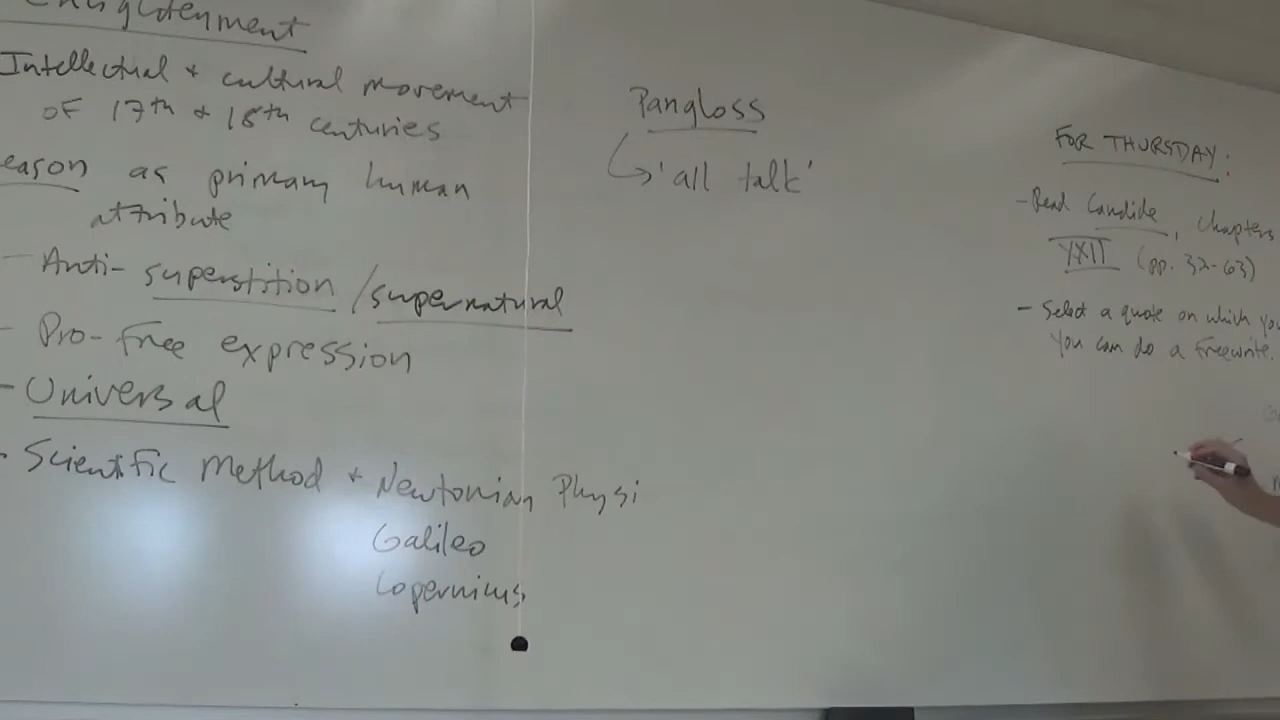 Enlightenment
Intellectual + cultural movement
OF 17th + 18th centuries
eason as primary human
attribute
- Anti-superstition/supernatural
- Pro-free expression
- Universal
- Scientific Method + Newtonian Physi
Galileo
Copernicus
Pangloss
'all talk'
FOR THURSDAY:
- Read Candide, chapters
XXII (pp. 32-63)
- Select a quote on which you
you can do a freewrite.